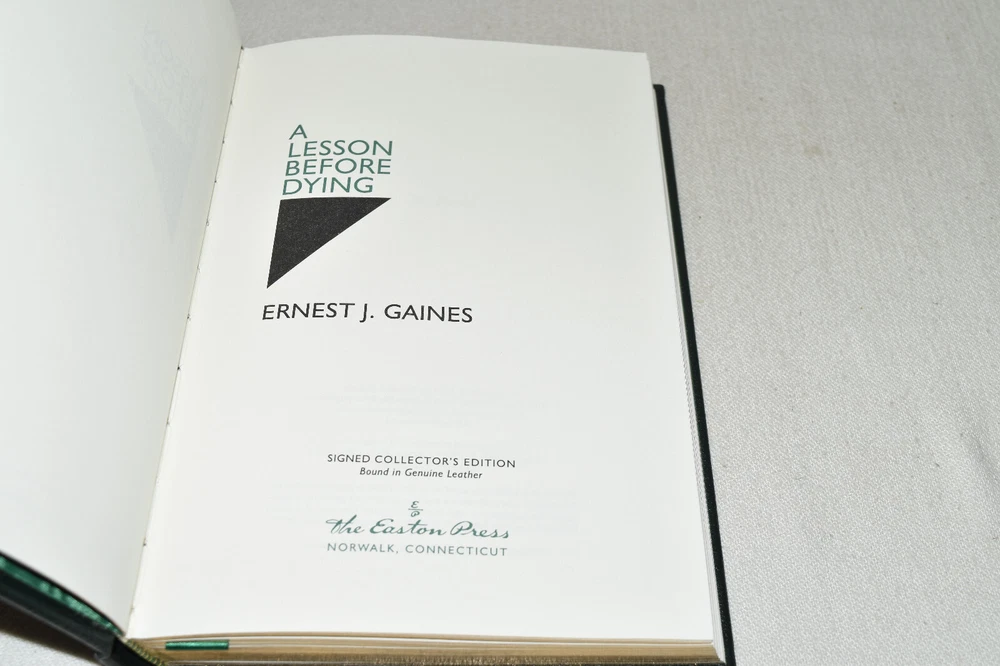 A
LESSON
BEFORE
DYING
ERNEST J. GAINES
SIGNED COLLECTOR'S EDITION
Bound in Genuine Leather
E
P
The Easton Press
NORWALK, CONNECTICUT